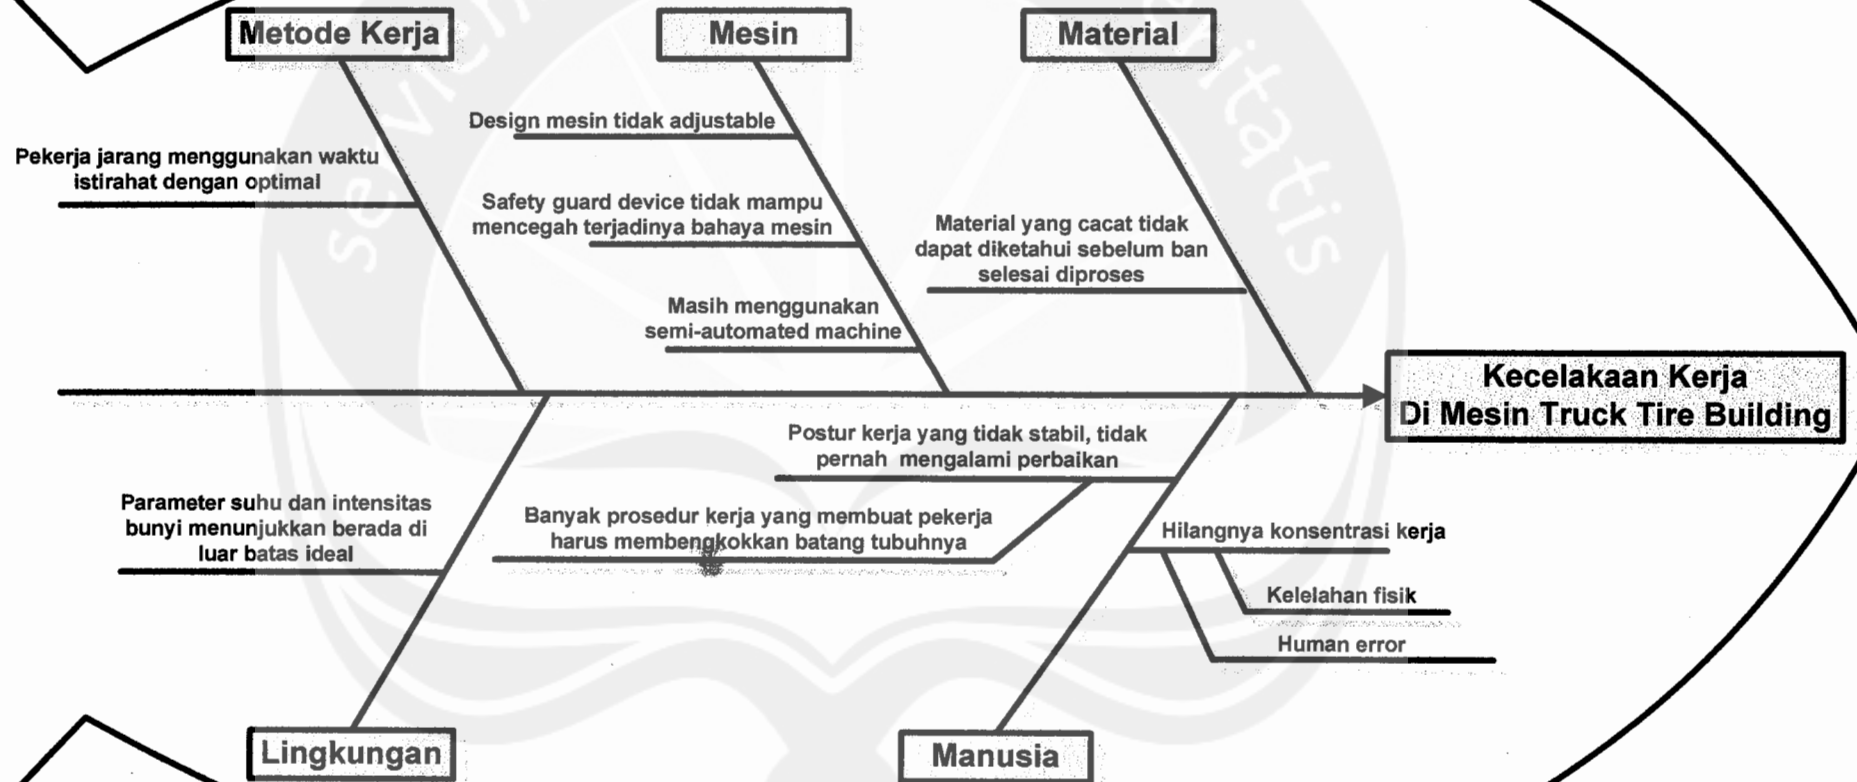 Metode Kerja
Mesin
Material
Design mesin tidak adjustable
Pekerja jarang menggunakan waktu
istirahat dengan optimal
Safety guard device tidak mampu
mencegah terjadinya bahaya mesin
Material yang cacat tidak
dapat diketahui sebelum ban
selesai diproses
Masih menggunakan
semi-automated machine
Kecelakaan Kerja
Di Mesin Truck Tire Building
Postur kerja yang tidak stabil, tidak
pernah mengalami perbaikan
Parameter suhu dan intensitas
bunyi menunjukkan berada di
luar batas ideal
Banyak prosedur kerja yang membuat pekerja
harus membengkokkan batang tubuhnya
Hilangnya konsentrasi kerja
Kelelahan fisik
Human error
Lingkungan
Manusia